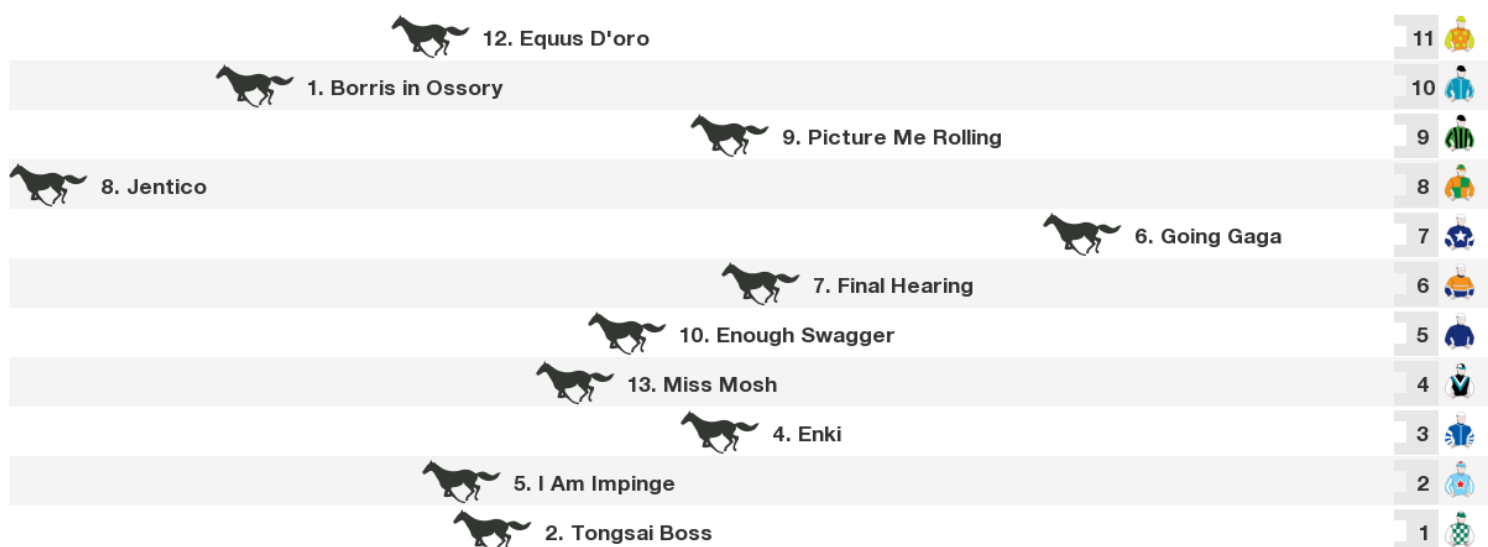 12. Equus D'oro 11
1. Borris in Ossory 10
9. Picture Me Rolling 9
8. Jentico 8
6. Going Gaga 7
7. Final Hearing 6
10. Enough Swagger 5
13. Miss Mosh 4
4. Enki 3
5. I Am Impinge 2
2. Tongsai Boss 1